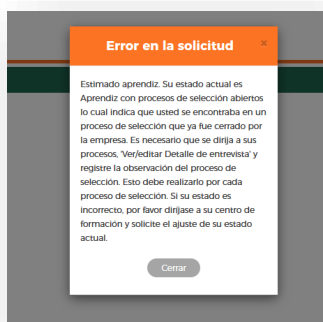 Error en la solicitud ×
Estimado aprendiz. Su estado actual es
Aprendiz con procesos de selección abiertos
lo cual indica que usted se encontraba en un
proceso de selección que ya fue cerrado por
la empresa. Es necesario que se dirija a sus
procesos, 'Ver/editar Detalle de entrevista' y
registre la observación del proceso de
selección. Esto debe realizarlo por cada
proceso de selección. Si su estado es
incorrecto, por favor diríjase a su centro de
formación y solicite el ajuste de su estado
actual.
Cerrar